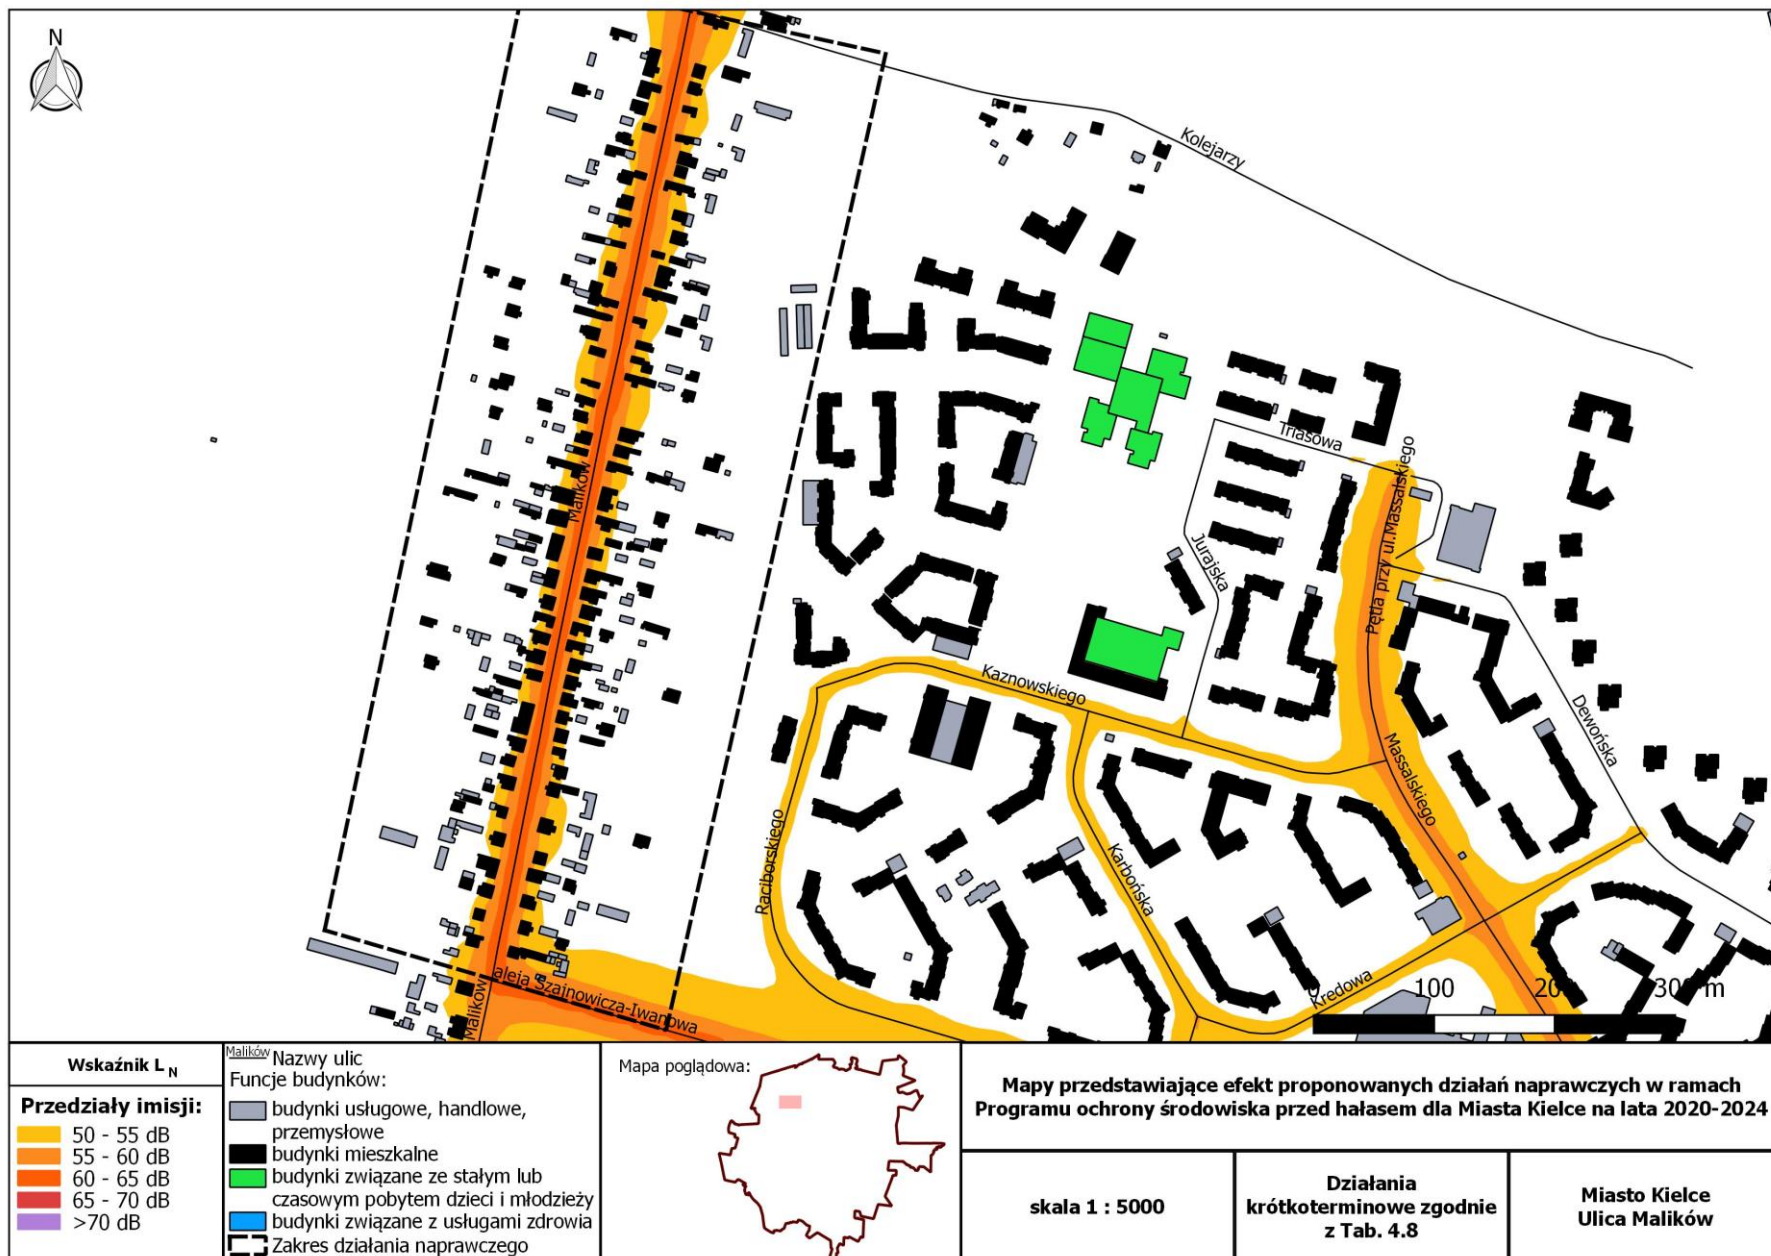 N
Kolejarzy
Malików
Triasowa
Pętla przy ul.Massalskiego
Jurajska
Kaznowskiego
Dewońska
Massalskiego
Raciborskiego
Karbońska
aleja Szajnowicza-Iwanowa
Malików
Kredowa
0 100 200 300 m
Wskaźnik L N
Przedziały imisji:
50 - 55 dB
55 - 60 dB
60 - 65 dB
65 - 70 dB
>70 dB
Malików Nazwy ulic
Funcje budynków:
budynki usługowe, handlowe,
przemysłowe
budynki mieszkalne
budynki związane ze stałym lub
czasowym pobytem dzieci i młodzieży
budynki związane z usługami zdrowia
Zakres działania naprawczego
Mapa poglądowa:
Mapy przedstawiające efekt proponowanych działań naprawczych w ramach
Programu ochrony środowiska przed hałasem dla Miasta Kielce na lata 2020-2024
skala 1 : 5000
Działania
krótkoterminowe zgodnie
z Tab. 4.8
Miasto Kielce
Ulica Malików